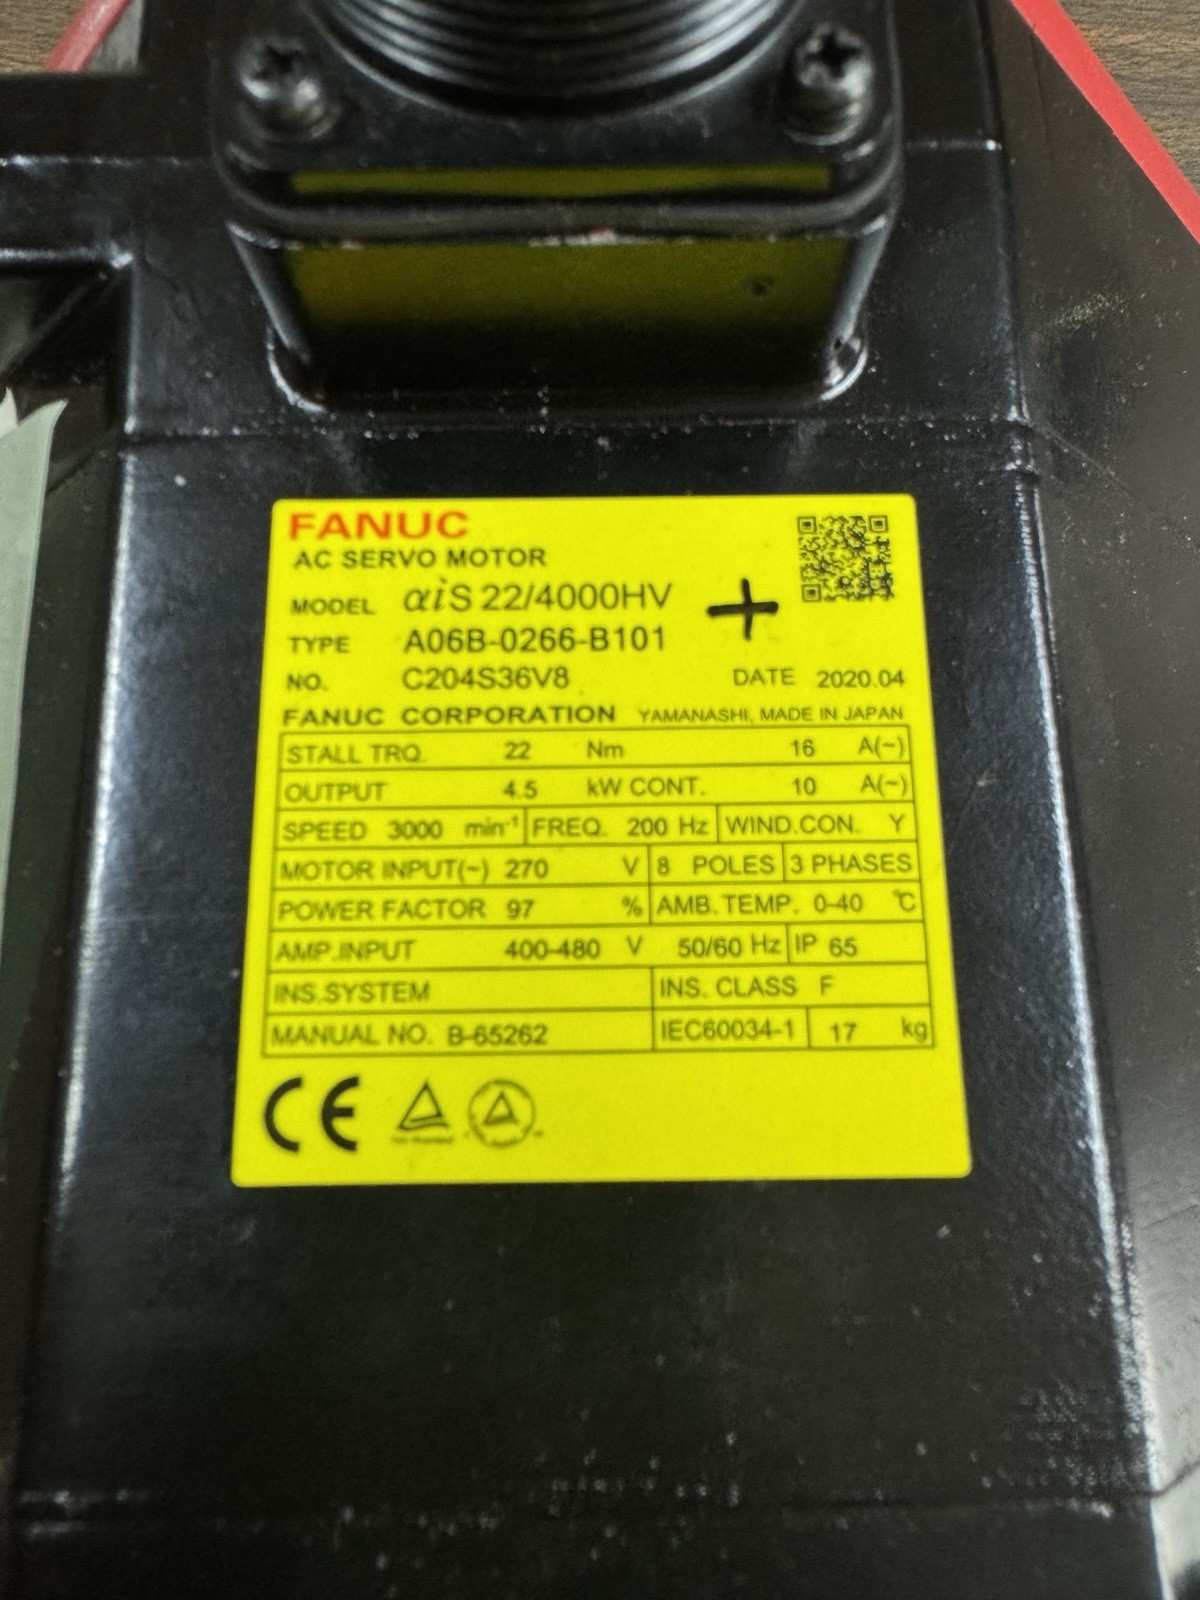 FANUC
AC SERVO MOTOR
MODEL αiS 22/4000HV
TYPE A06B-0266-B101
NO. C204S36V8 DATE 2020.04
FANUC CORPORATION YAMANASHI, MADE IN JAPAN
STALL TRQ. 22 Nm 16 A(~)
OUTPUT 4.5 kW CONT. 10 A(~)
SPEED 3000 min⁻¹ FREQ. 200 Hz WIND.CON. Y
MOTOR INPUT(~) 270 V 8 POLES 3 PHASES
POWER FACTOR 97 % AMB. TEMP. 0-40 ℃
AMP.INPUT 400-480 V 50/60 Hz IP 65
INS.SYSTEM INS. CLASS F
MANUAL NO. B-65262 IEC60034-1 17 kg
CE